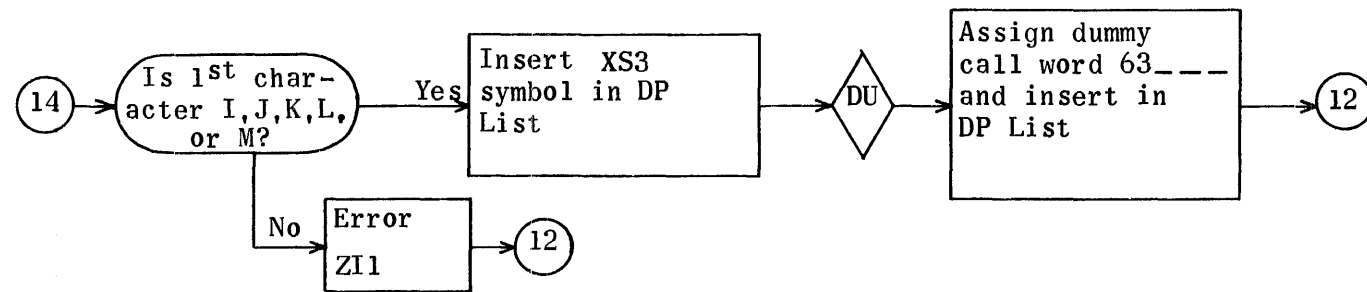 14
Is 1st char-
acter I,J,K,L,
or M?
Yes
Insert XS3
symbol in DP
List
DU
Assign dummy
call word 63___
and insert in
DP List
12
No
Error
ZI1
12